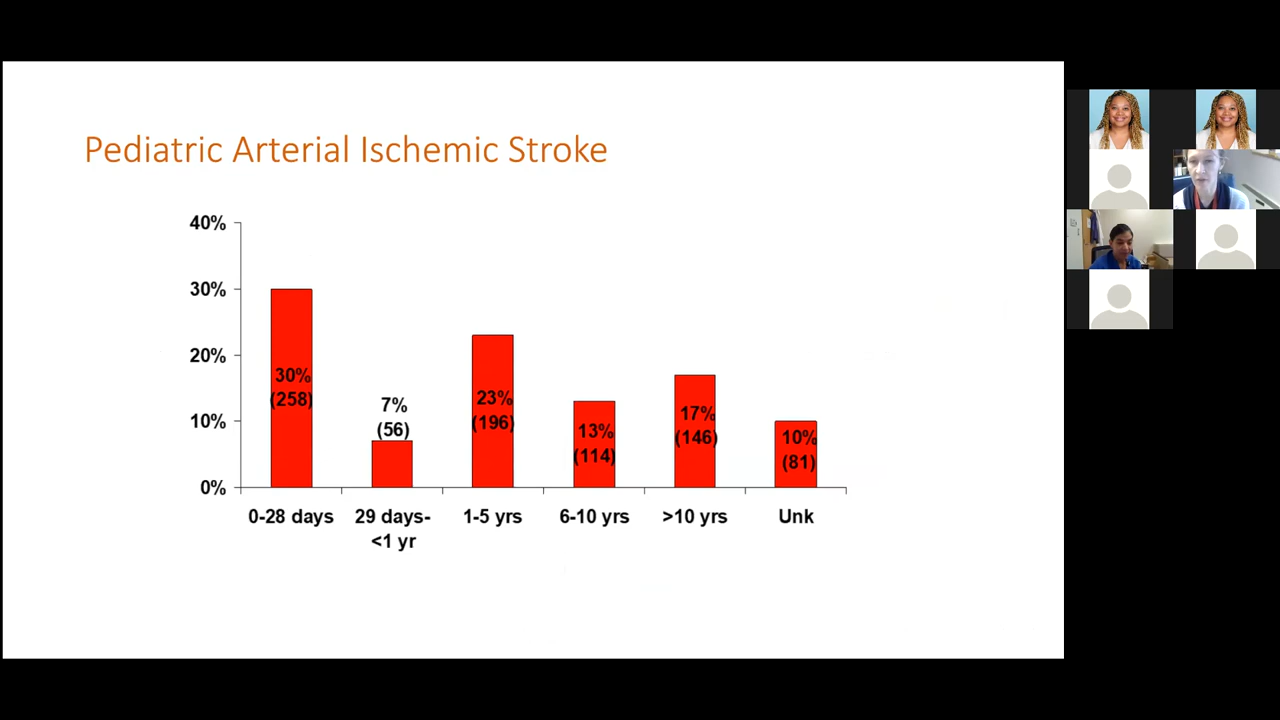 Pediatric Arterial Ischemic Stroke
40%
30%
20%
10%
0%
30%
(258)
7%
(56)
23%
(196)
13%
(114)
17%
(146)
10%
(81)
0-28 days
29 days-
<1 yr
1-5 yrs
6-10 yrs
>10 yrs
Unk